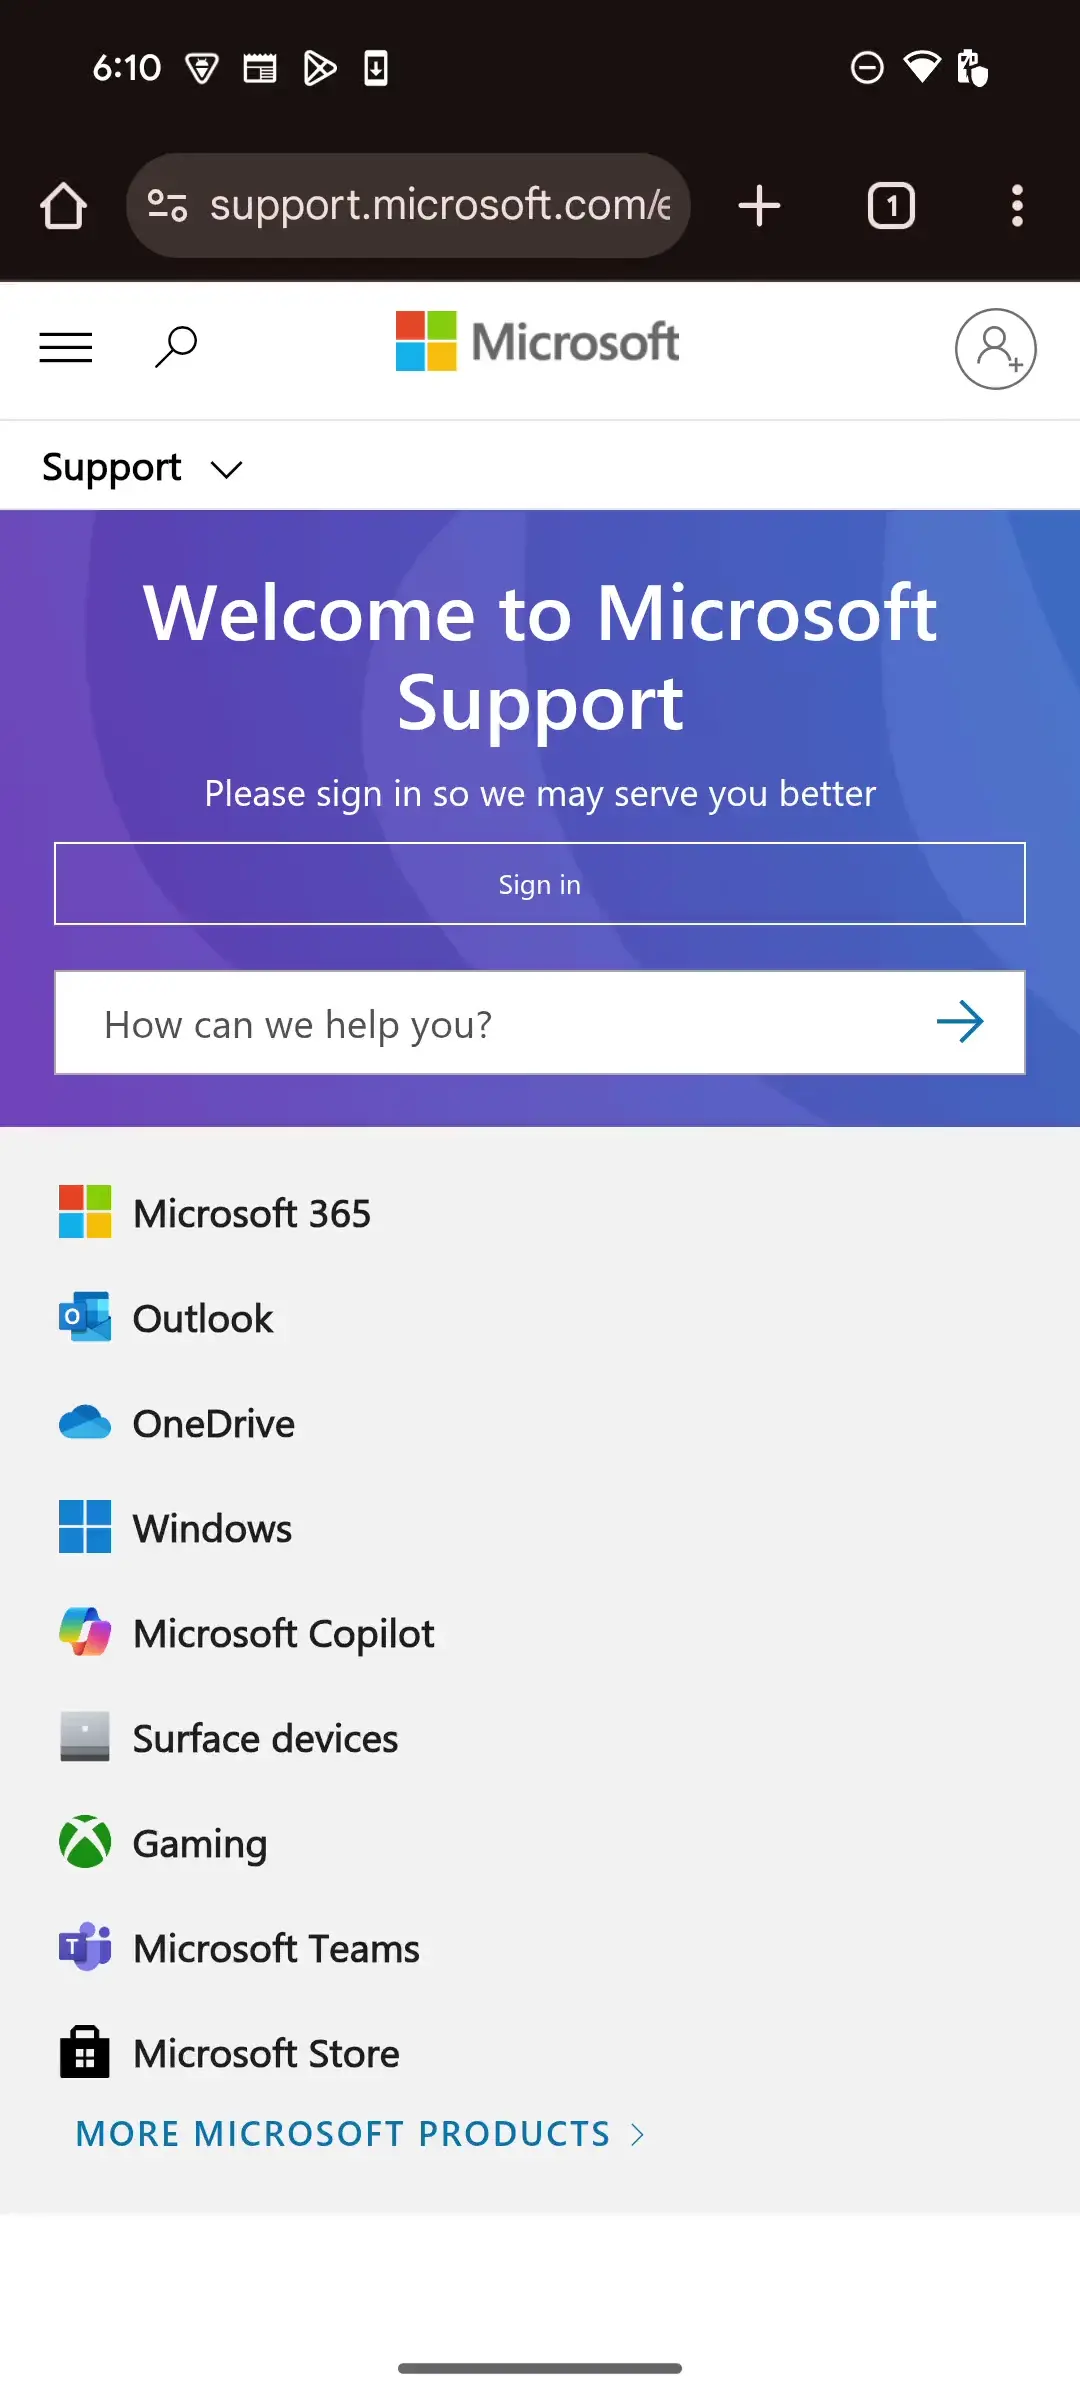 6:10
support.microsoft.com/e
1
Microsoft
Support
Welcome to Microsoft
Support
Please sign in so we may serve you better
Sign in
How can we help you?
Microsoft 365
Outlook
OneDrive
Windows
Microsoft Copilot
Surface devices
Gaming
Microsoft Teams
Microsoft Store
MORE MICROSOFT PRODUCTS